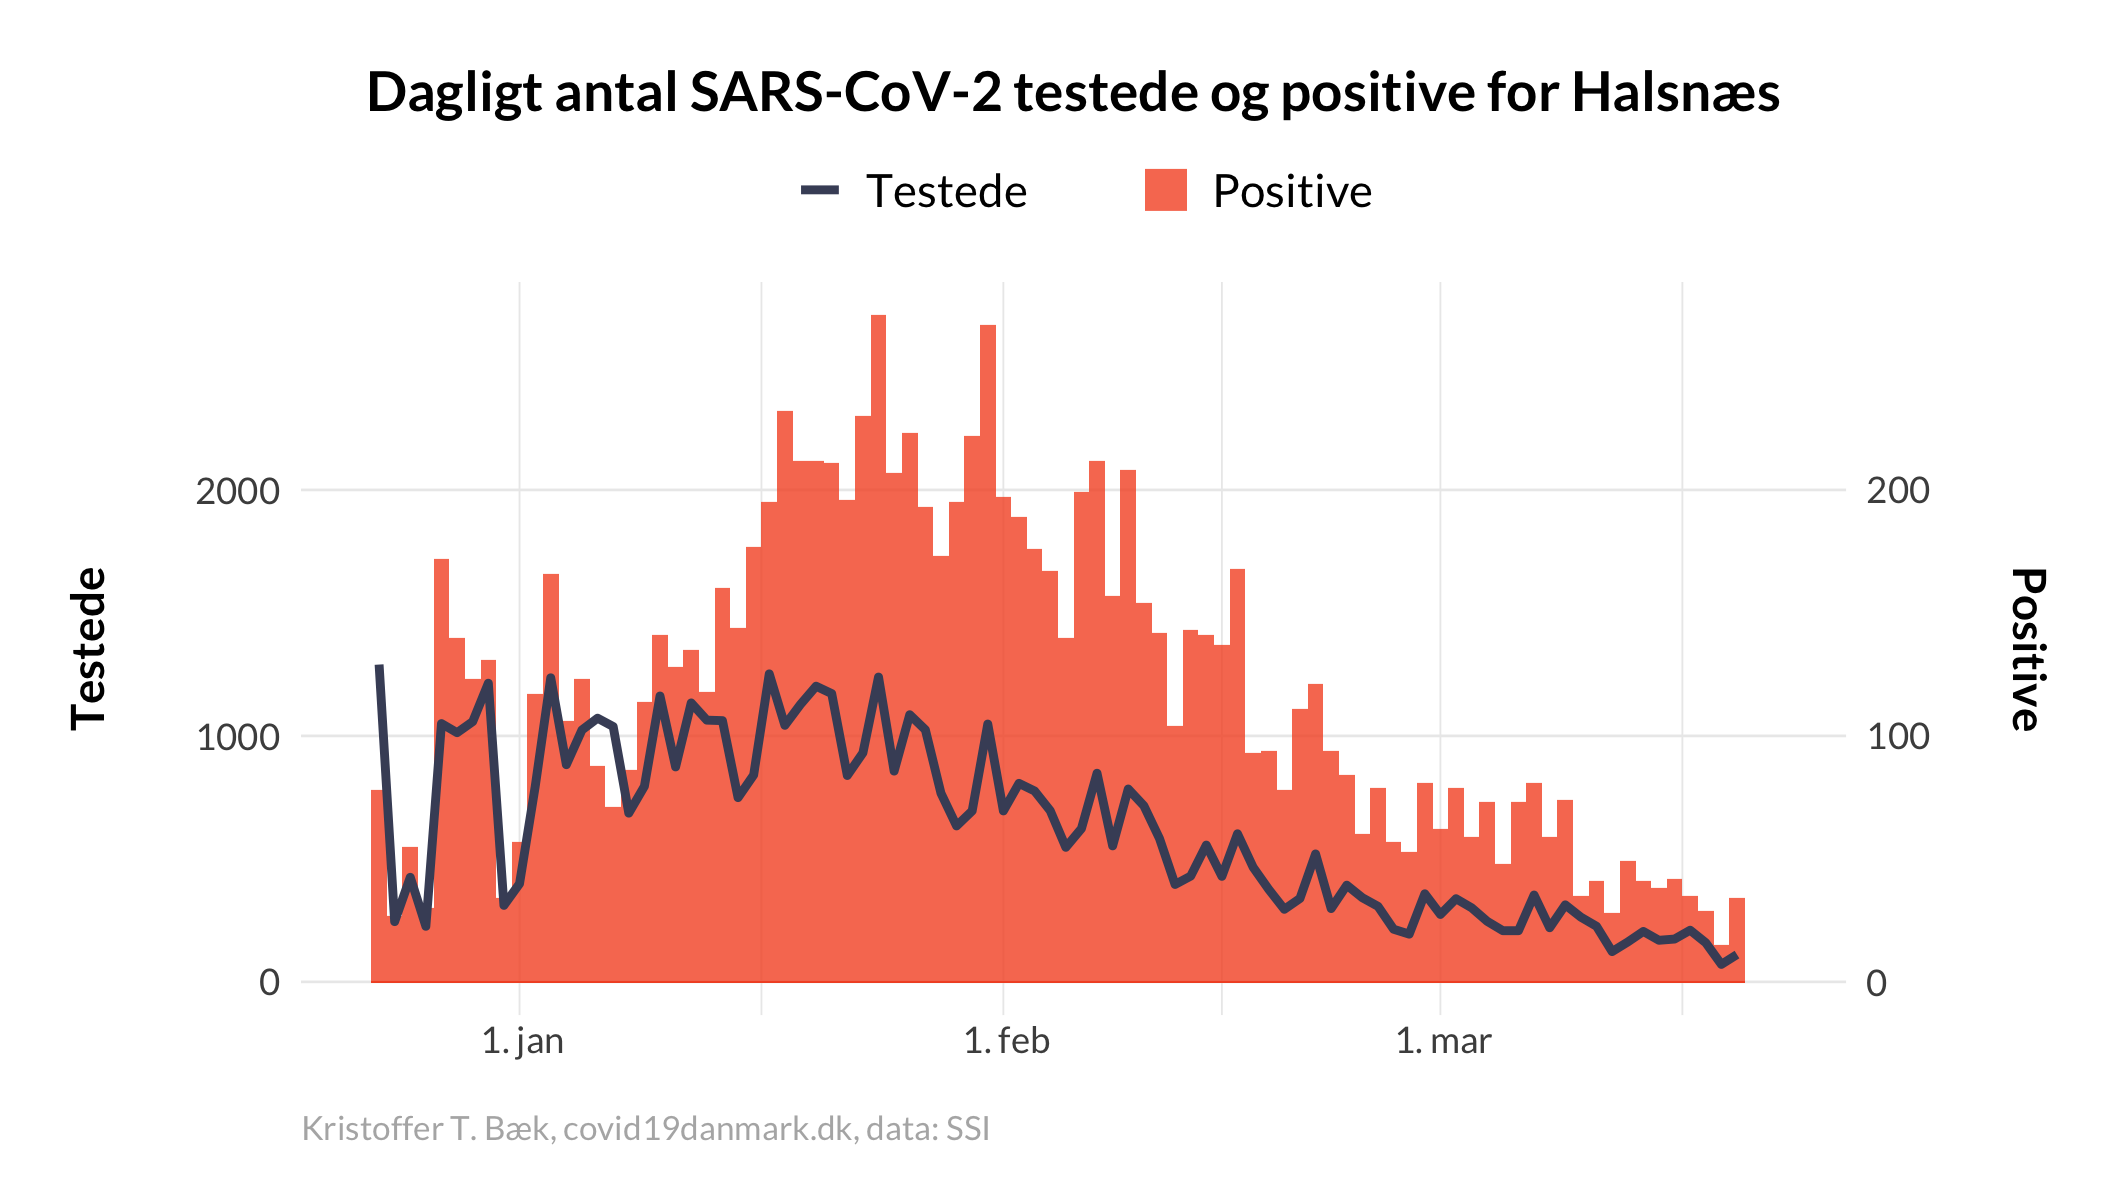 Dagligt antal SARS-CoV-2 testede og positive for Halsnæs
Testede
Positive
2000
1000
0
Testede
200
100
0
Positive
1. jan
1. feb
1. mar
Kristoffer T. Bæk, covid19danmark.dk, data: SSI